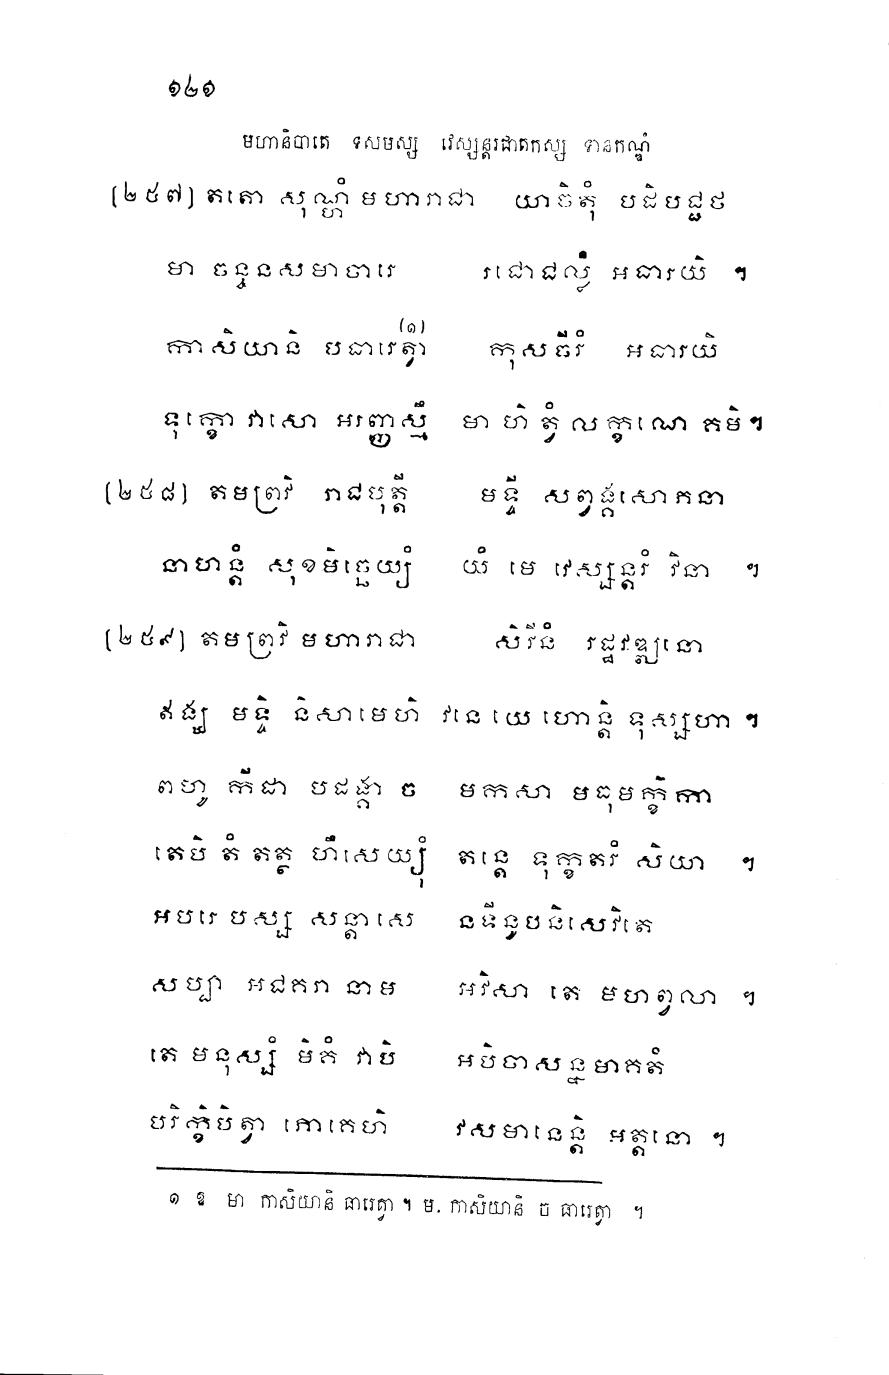 ១២១
មហានិបាតេ ទសមស្ស វេស្សន្តរជាតកស្ស ទានកណ្ឌំ
(២៥៧) តតោ សុណ្ហំ មហារាជា យាចិតុំ បដិបជ្ជថ
មា ចន្ទនសមាចារេ រជោជល្លំ អធារយិ ។
កាសិយានិ បធារេត្វា (១) កុសចីរំ អធារយិ
ទុក្ខោ វាសោ អរញ្ញស្មឹ មា ហិ ត្វំ លក្ខណេ គមិ។
(២៥៨) តមព្រវិ រាជបុត្តី មទ្ទី សព្វង្គសោភនា
នាហន្តំ សុខមិច្ឆេយ្យំ យំ មេ វេស្សន្តរំ វិនា ។
(២៥៩) តមព្រវិ មហារាជា សិវីនំ រដ្ឋវឌ្ឍនោ
ឥង្ឃ មទ្ទិ និសាមេហិ វនេ យេ ហោន្តិ ទុស្សហា ។
ពហូ កីដា បដង្គា ច មកសា មធុមក្ខិកា
តេបិ តំ តត្ថ ហឹសេយ្យុំ តន្តេ ទុក្ខតរំ សិយា ។
អបរេ បស្ស សន្តាសេ នទីនូបនិសេវិតេ
សប្បា អជគរា នាម អវិសា តេ មហព្វលា ។
តេ មនុស្សំ មិគំ វាបិ អបិចាសន្នមាគតំ
បរិក្ខិបិត្វា ភោគេហិ វសមានេន្តិ អត្តនោ ។
១ ឱ មា កាសិយានិ ធារេត្វា ។ ម. កាសិយានិ ច ធារេត្វា ។